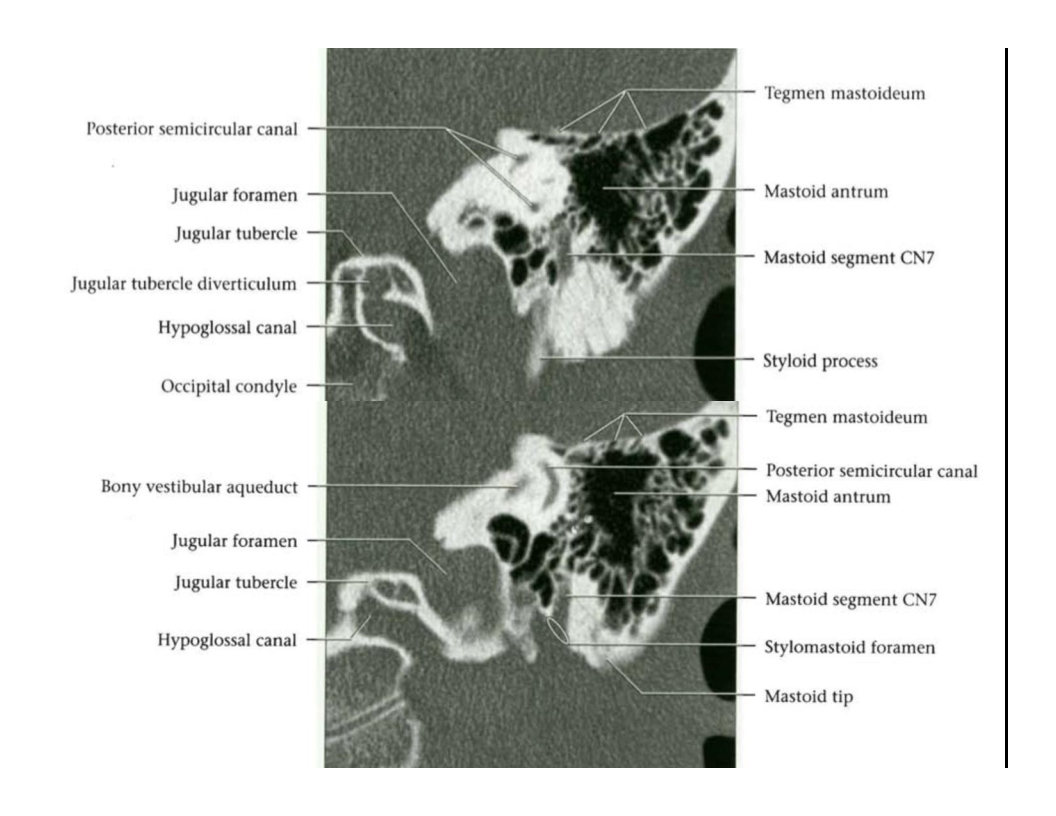 Tegmen mastoideum
Posterior semicircular canal
Jugular foramen
Mastoid antrum
Jugular tubercle
Mastoid segment CN7
Jugular tubercle diverticulum
Hypoglossal canal
Styloid process
Occipital condyle
Tegmen mastoideum
Posterior semicircular canal
Bony vestibular aqueduct
Mastoid antrum
Jugular foramen
Jugular tubercle
Mastoid segment CN7
Hypoglossal canal
Stylomastoid foramen
Mastoid tip